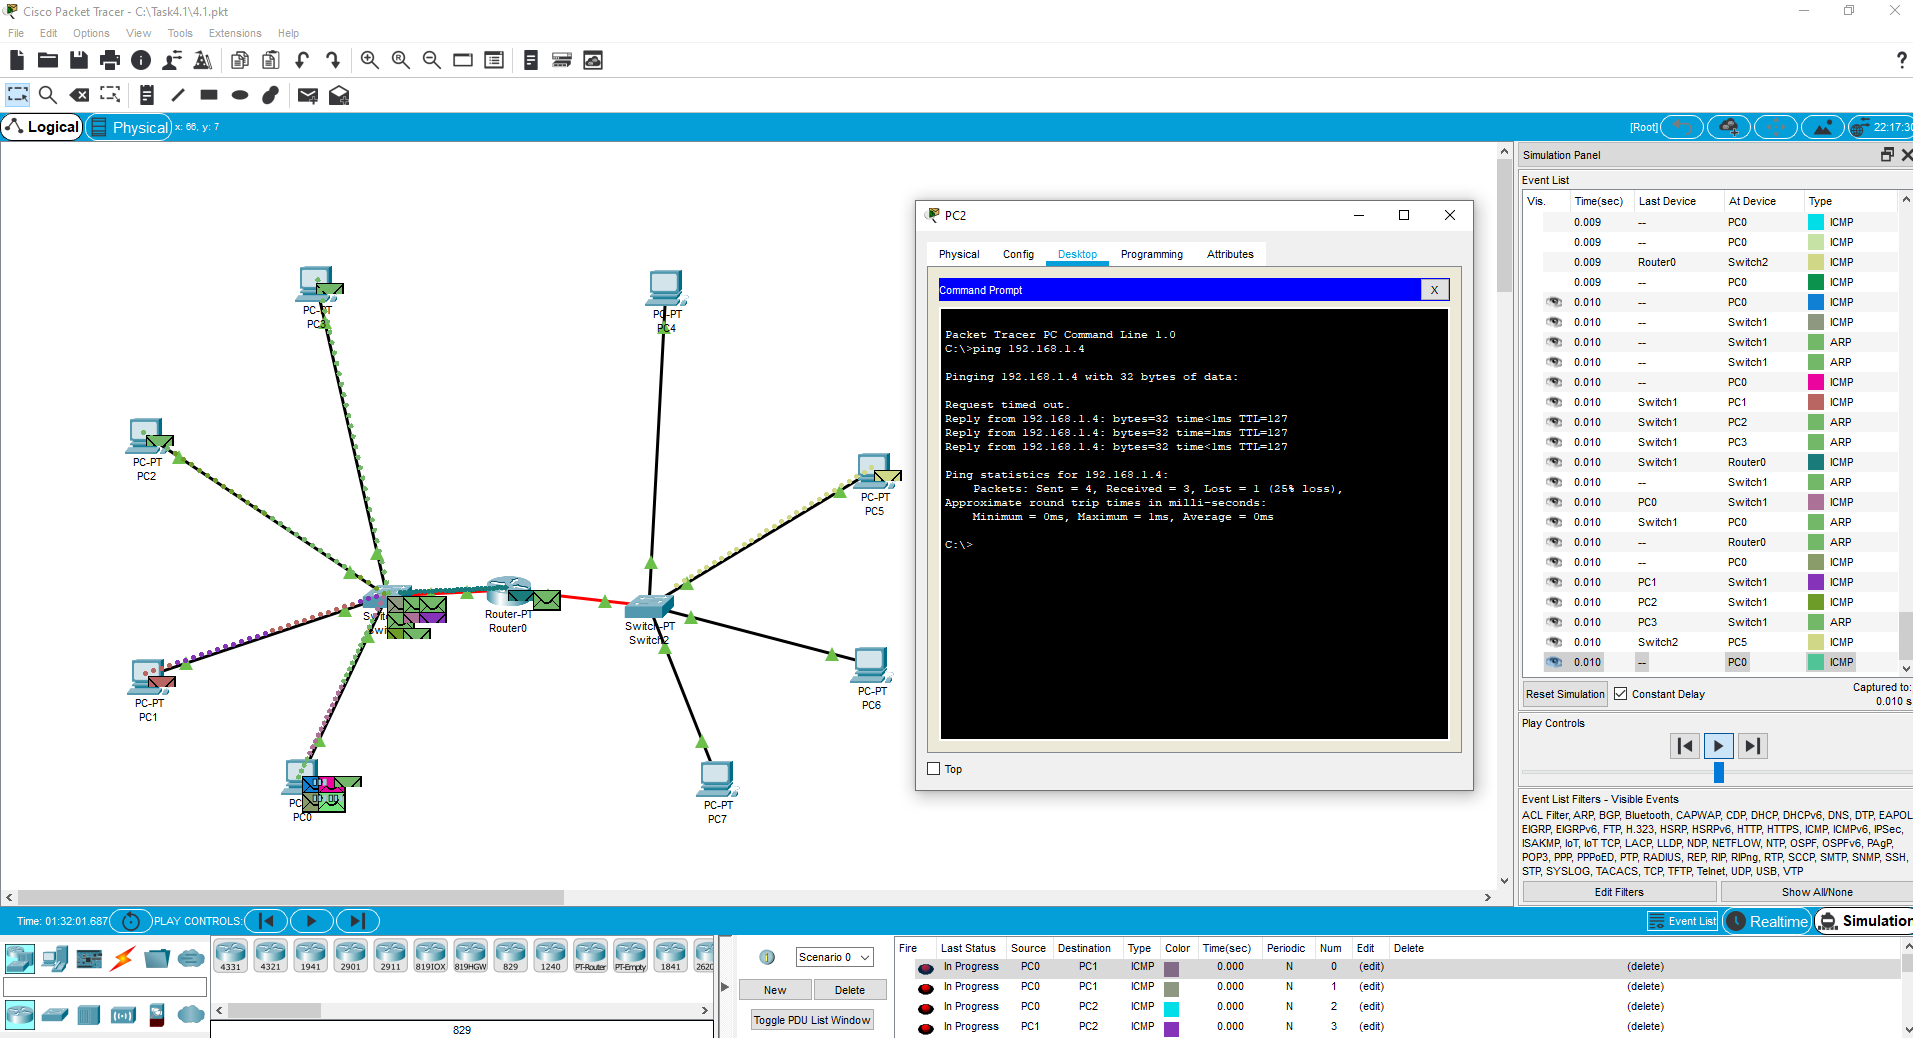 Cisco Packet Tracer - C:\Task4.1\4.1.pkt
File Edit Options View Tools Extensions Help
Logical Physical x: 66, y: 7
[Root] 22:17:30
PC-PT
PC3
PC-PT
PC4
PC-PT
PC2
PC-PT
PC5
Router-PT
Router0
Switch-PT
Switch2
PC-PT
PC1
PC-PT
PC6
PC
PC0
PC-PT
PC7
PC2
Physical Config Desktop Programming Attributes
Command Prompt X
Packet Tracer PC Command Line 1.0
C:\>ping 192.168.1.4
Pinging 192.168.1.4 with 32 bytes of data:
Request timed out.
Reply from 192.168.1.4: bytes=32 time<1ms TTL=127
Reply from 192.168.1.4: bytes=32 time=1ms TTL=127
Reply from 192.168.1.4: bytes=32 time<1ms TTL=127
Ping statistics for 192.168.1.4:
Packets: Sent = 4, Received = 3, Lost = 1 (25% loss),
Approximate round trip times in milli-seconds:
Minimum = 0ms, Maximum = 1ms, Average = 0ms
C:\>
Top
Simulation Panel
Event List
Vis. Time(sec) Last Device At Device Type
0.009 -- PC0 ICMP
0.009 -- PC0 ICMP
0.009 Router0 Switch2 ICMP
0.009 -- PC0 ICMP
0.010 -- PC0 ICMP
0.010 -- Switch1 ICMP
0.010 -- Switch1 ARP
0.010 -- Switch1 ARP
0.010 -- PC0 ICMP
0.010 Switch1 PC1 ICMP
0.010 Switch1 PC2 ARP
0.010 Switch1 PC3 ARP
0.010 Switch1 Router0 ICMP
0.010 -- Switch1 ARP
0.010 PC0 Switch1 ICMP
0.010 Switch1 PC0 ARP
0.010 -- Router0 ARP
0.010 -- PC0 ICMP
0.010 PC1 Switch1 ICMP
0.010 PC2 Switch1 ICMP
0.010 PC3 Switch1 ARP
0.010 Switch2 PC5 ICMP
0.010 -- PC0 ICMP
Reset Simulation Constant Delay Captured to:
0.010 s
Play Controls
Event List Filters - Visible Events
ACL Filter, ARP, BGP, Bluetooth, CAPWAP, CDP, DHCP, DHCPv6, DNS, DTP, EAPOL,
EIGRP, EIGRPv6, FTP, H.323, HSRP, HSRPv6, HTTP, HTTPS, ICMP, ICMPv6, IPSec,
ISAKMP, IoT, IoT TCP, LACP, LLDP, NDP, NETFLOW, NTP, OSPF, OSPFv6, PAgP,
POP3, PPP, PPPoED, PTP, RADIUS, REP, RIP, RIPng, RTP, SCCP, SMTP, SNMP, SSH,
STP, SYSLOG, TACACS, TCP, TFTP, Telnet, UDP, USB, VTP
Edit Filters Show All/None
Time: 01:32:01.687 PLAY CONTROLS: Event List Realtime Simulation
4331 4321 1941 2901 2911 819IOX 819HGW 829 1240 PT-Router PT-Empty 1841 2620
829
Scenario 0
New Delete
Toggle PDU List Window
Fire Last Status Source Destination Type Color Time(sec) Periodic Num Edit Delete
In Progress PC0 PC1 ICMP 0.000 N 0 (edit) (delete)
In Progress PC0 PC1 ICMP 0.000 N 1 (edit) (delete)
In Progress PC0 PC2 ICMP 0.000 N 2 (edit) (delete)
In Progress PC1 PC2 ICMP 0.000 N 3 (edit) (delete)